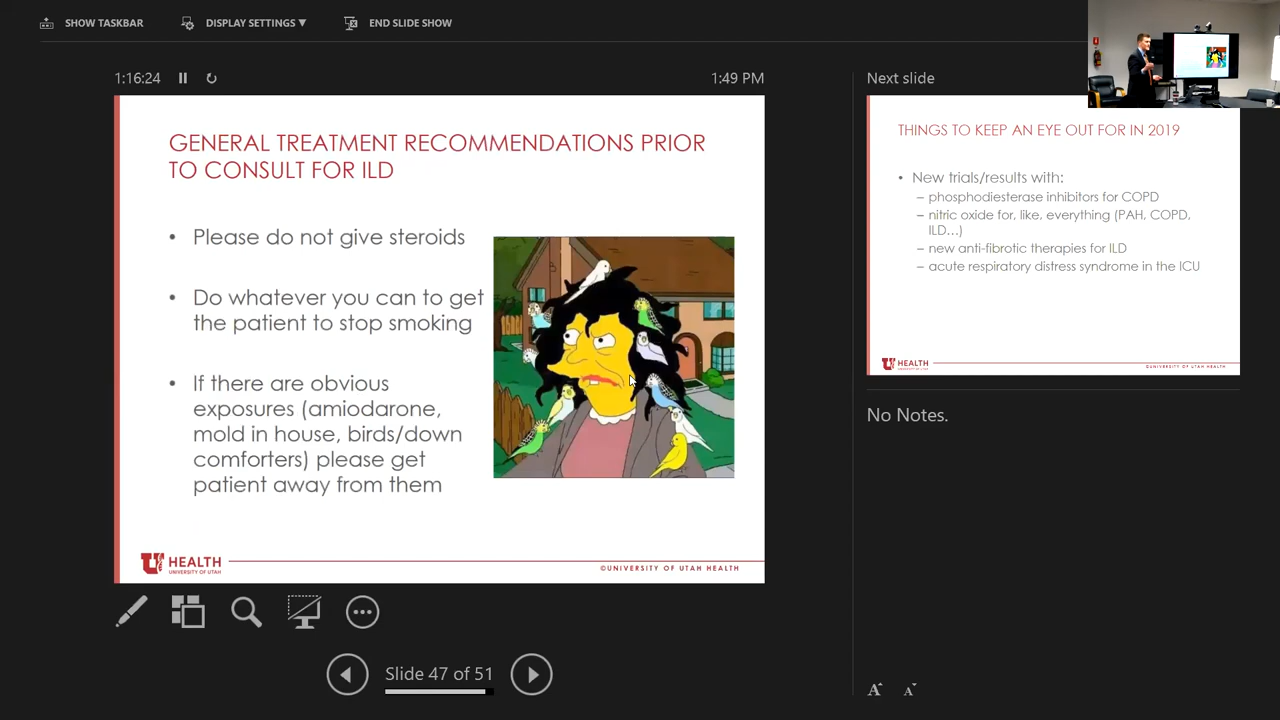 SHOW TASKBAR
DISPLAY SETTINGS ▼
END SLIDE SHOW
1:16:24
1:49 PM
GENERAL TREATMENT RECOMMENDATIONS PRIOR
TO CONSULT FOR ILD
• Please do not give steroids
• Do whatever you can to get
the patient to stop smoking
• If there are obvious
exposures (amiodarone,
mold in house, birds/down
comforters) please get
patient away from them
U HEALTH
UNIVERSITY OF UTAH
©UNIVERSITY OF UTAH HEALTH
Slide 47 of 51
Next slide
THINGS TO KEEP AN EYE OUT FOR IN 2019
• New trials/results with:
– phosphodiesterase inhibitors for COPD
– nitric oxide for, like, everything (PAH, COPD,
ILD...)
– new anti-fibrotic therapies for ILD
– acute respiratory distress syndrome in the ICU
U HEALTH
UNIVERSITY OF UTAH
©UNIVERSITY OF UTAH HEALTH
No Notes.
A A